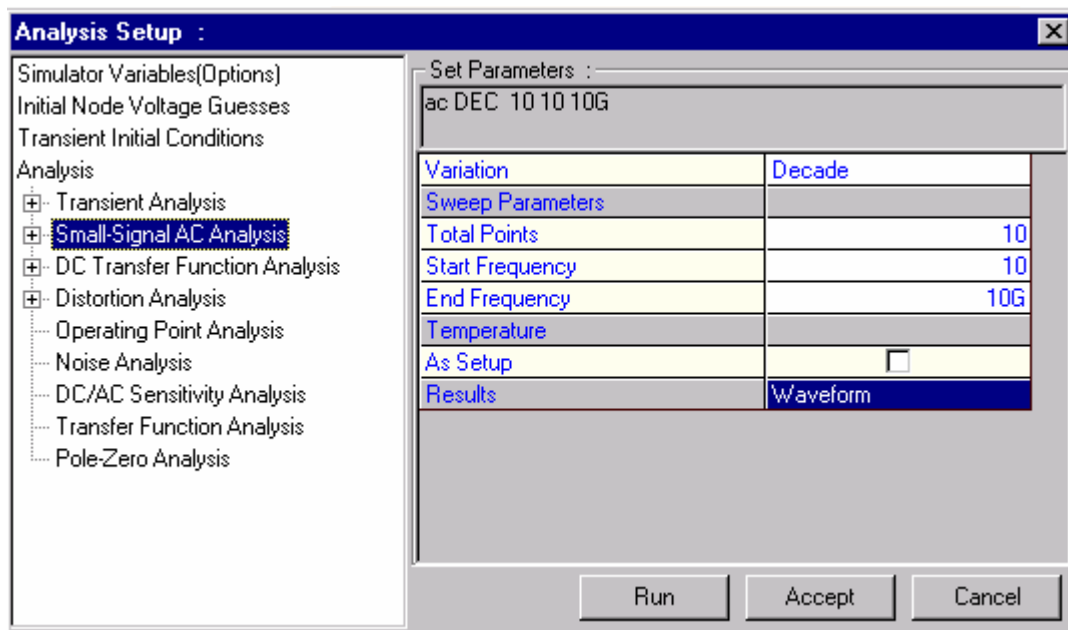 Analysis Setup :
Simulator Variables(Options)
Initial Node Voltage Guesses
Transient Initial Conditions
Analysis
Transient Analysis
Small-Signal AC Analysis
DC Transfer Function Analysis
Distortion Analysis
Operating Point Analysis
Noise Analysis
DC/AC Sensitivity Analysis
Transfer Function Analysis
Pole-Zero Analysis
Set Parameters :
ac DEC 10 10 10G
Variation Decade
Sweep Parameters
Total Points 10
Start Frequency 10
End Frequency 10G
Temperature
As Setup
Results Waveform
Run Accept Cancel